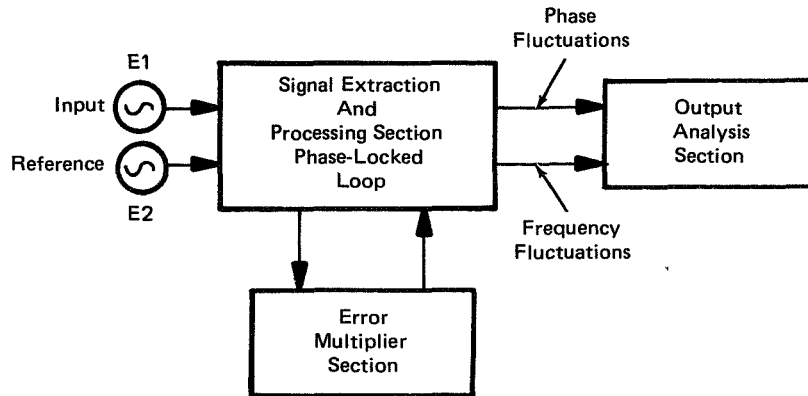 Phase
Fluctuations
E1
Input
Signal Extraction
And
Processing Section
Phase-Locked
Loop
Output
Analysis
Section
Reference
E2
Frequency
Fluctuations
Error
Multiplier
Section